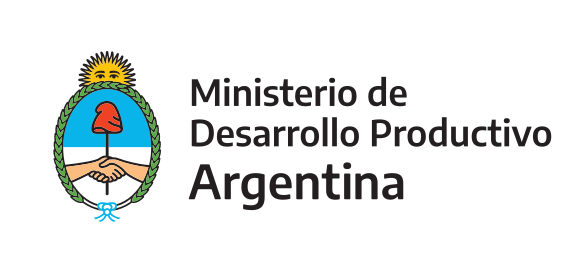 Ministerio de
Desarrollo Productivo
Argentina